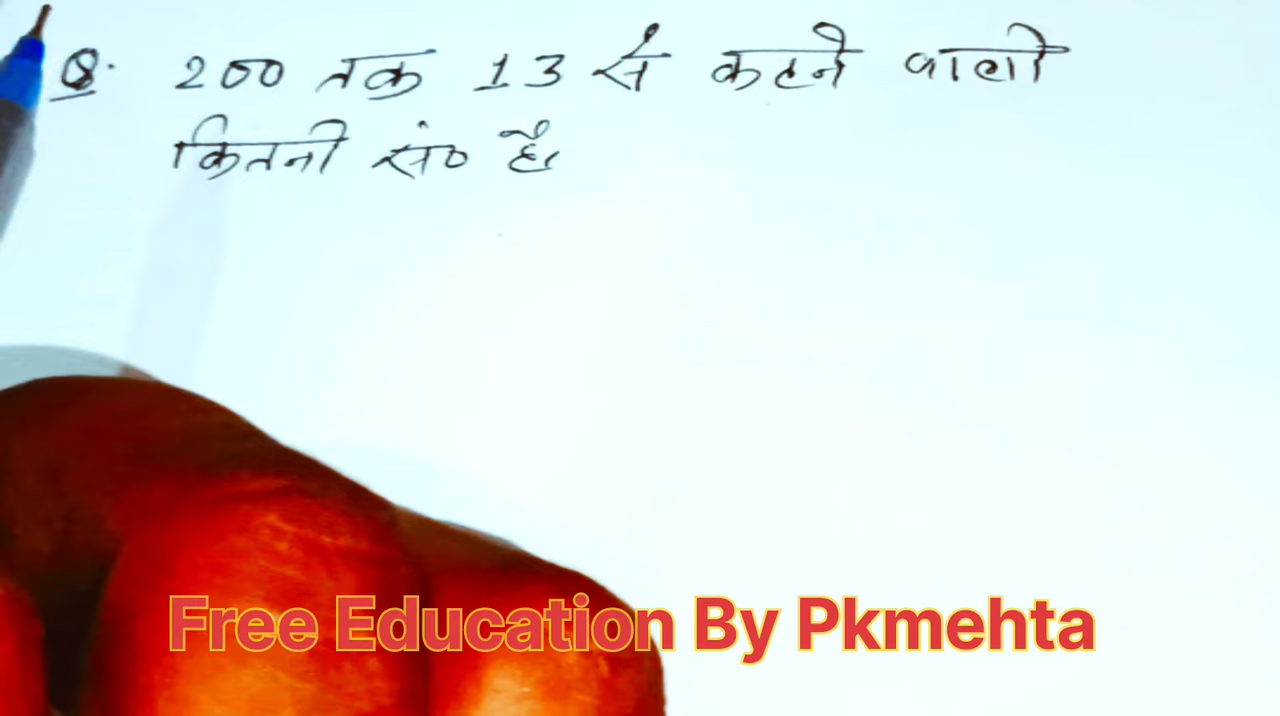 Q. 200 तक 13 से कटने वाली
कितनी सं० है।
Free Education By Pkmehta